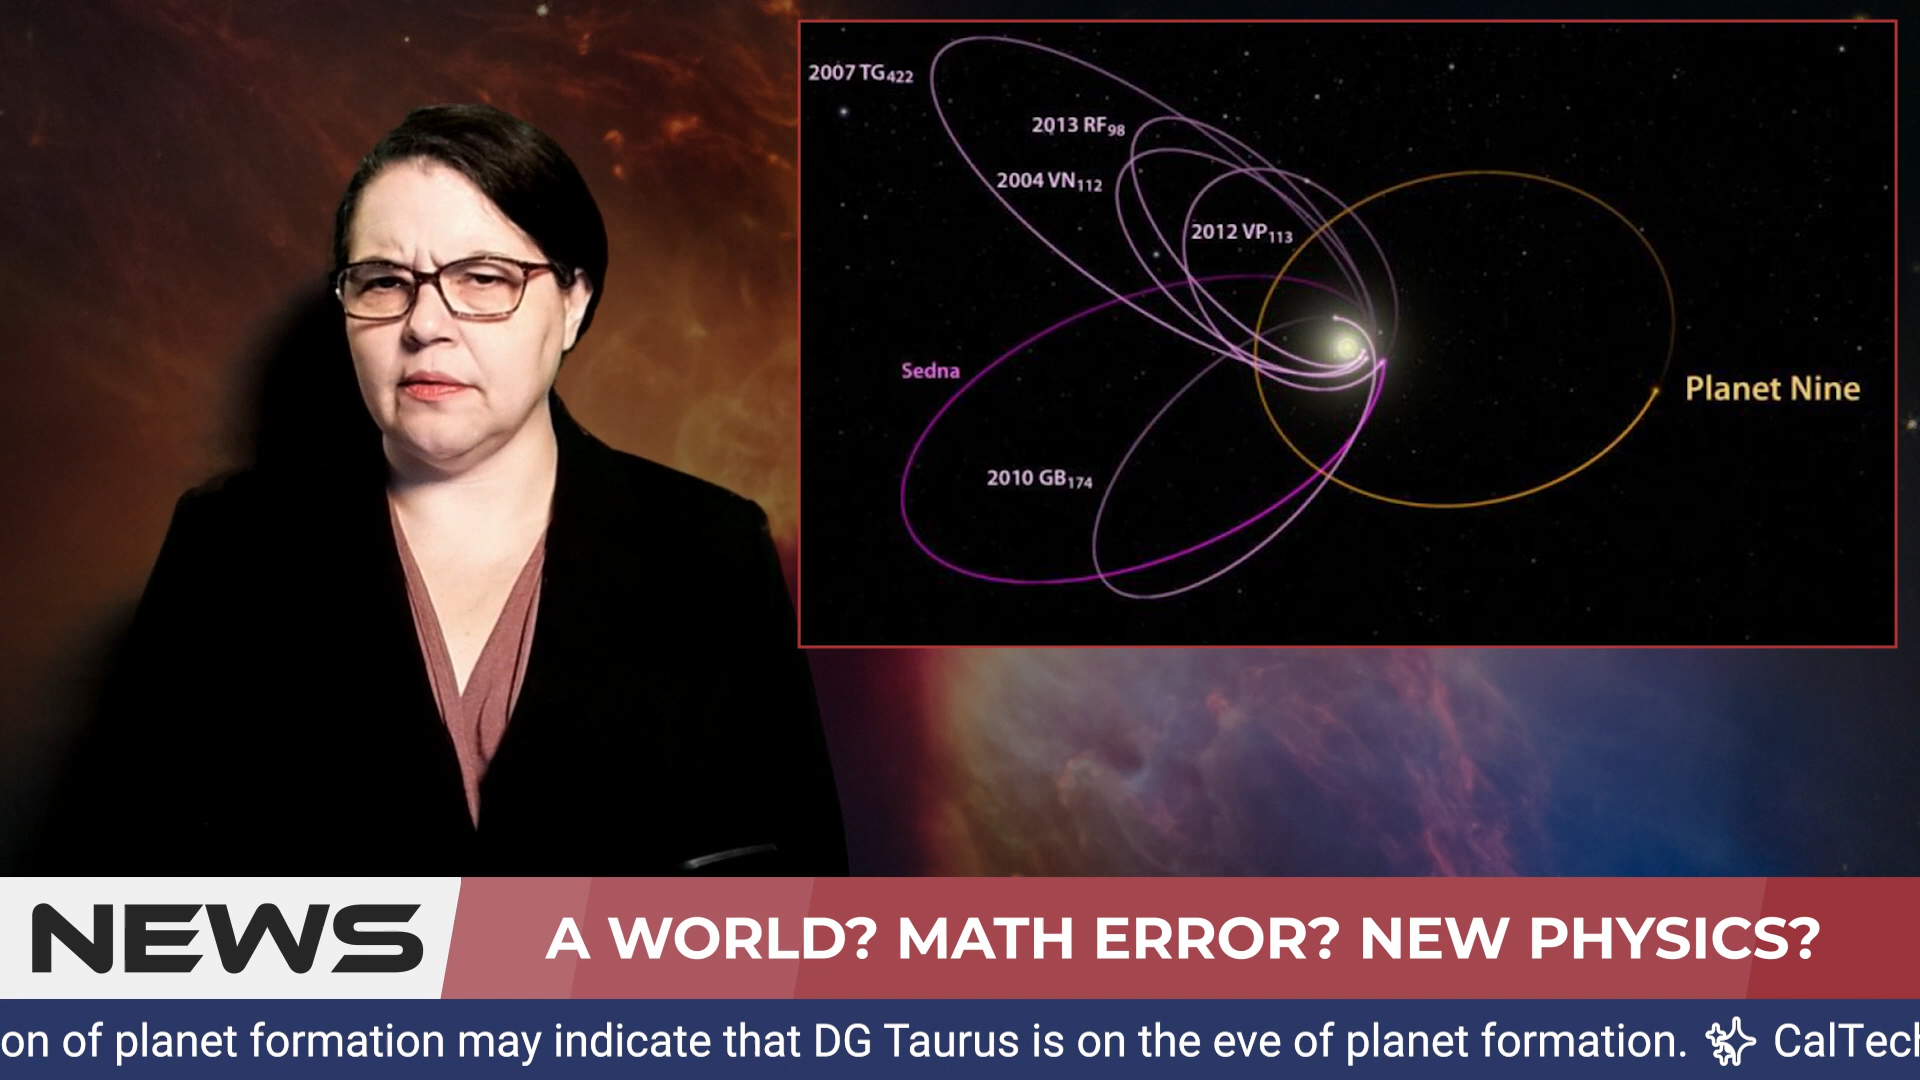 2007 TG422
2013 RF98
2004 VN112
2012 VP113
Sedna
Planet Nine
2010 GB174
NEWS
A WORLD? MATH ERROR? NEW PHYSICS?
on of planet formation may indicate that DG Taurus is on the eve of planet formation. CalTech